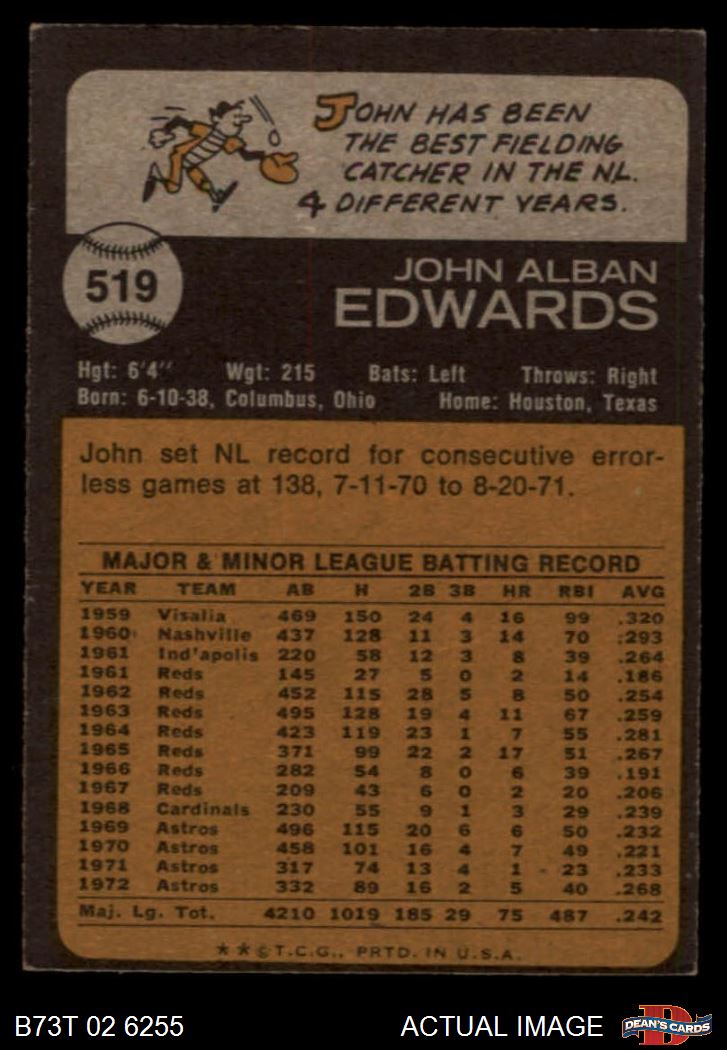 JOHN HAS BEEN
THE BEST FIELDING
CATCHER IN THE NL.
4 DIFFERENT YEARS.
519
JOHN ALBAN
EDWARDS
Hgt: 6'4" Wgt: 215 Bats: Left Throws: Right
Born: 6-10-38, Columbus, Ohio Home: Houston, Texas
John set NL record for consecutive error-
less games at 138, 7-11-70 to 8-20-71.
MAJOR & MINOR LEAGUE BATTING RECORD
YEAR TEAM AB H 2B 3B HR RBI AVG
1959 Visalia 469 150 24 4 16 99 .320
1960 Nashville 437 128 11 3 14 70 .293
1961 Ind'apolis 220 58 12 3 8 39 .264
1961 Reds 145 27 5 0 2 14 .186
1962 Reds 452 115 28 5 8 50 .254
1963 Reds 495 128 19 4 11 67 .259
1964 Reds 423 119 23 1 7 55 .281
1965 Reds 371 99 22 2 17 51 .267
1966 Reds 282 54 8 0 6 39 .191
1967 Reds 209 43 6 0 2 20 .206
1968 Cardinals 230 55 9 1 3 29 .239
1969 Astros 496 115 20 6 6 50 .232
1970 Astros 458 101 16 4 7 49 .221
1971 Astros 317 74 13 4 1 23 .233
1972 Astros 332 89 16 2 5 40 .268
Maj. Lg. Tot. 4210 1019 185 29 75 487 .242
★★©T.C.G., PRTD. IN U.S.A.
B73T 02 6255 ACTUAL IMAGE
D
DEAN'S CARDS